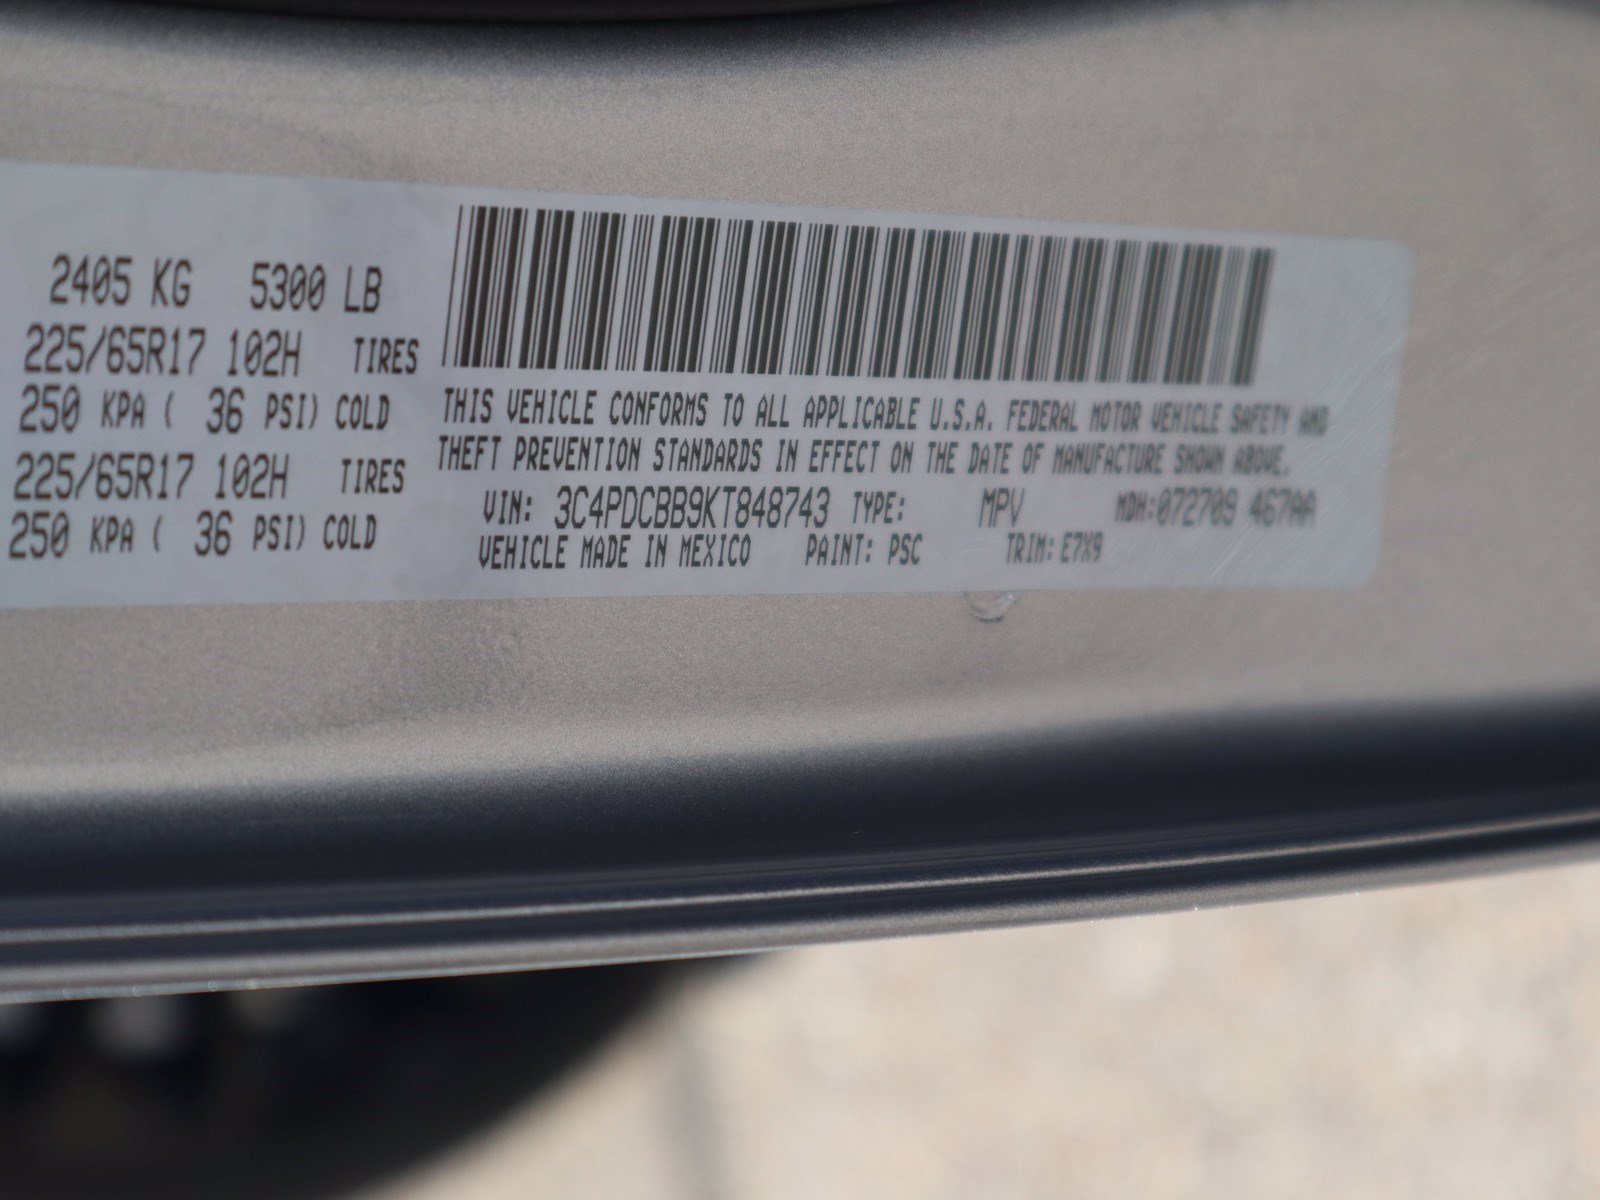 2405 KG 5300 LB
225/65R17 102H TIRES
250 KPA ( 36 PSI) COLD
225/65R17 102H TIRES
250 KPA ( 36 PSI) COLD
THIS VEHICLE CONFORMS TO ALL APPLICABLE U.S.A. FEDERAL MOTOR VEHICLE SAFETY AND
THEFT PREVENTION STANDARDS IN EFFECT ON THE DATE OF MANUFACTURE SHOWN ABOVE.
VIN: 3C4PDCBB9KT848743 TYPE: MPV MDH:072709 467AA
VEHICLE MADE IN MEXICO PAINT: PSC TRIM: E7X9